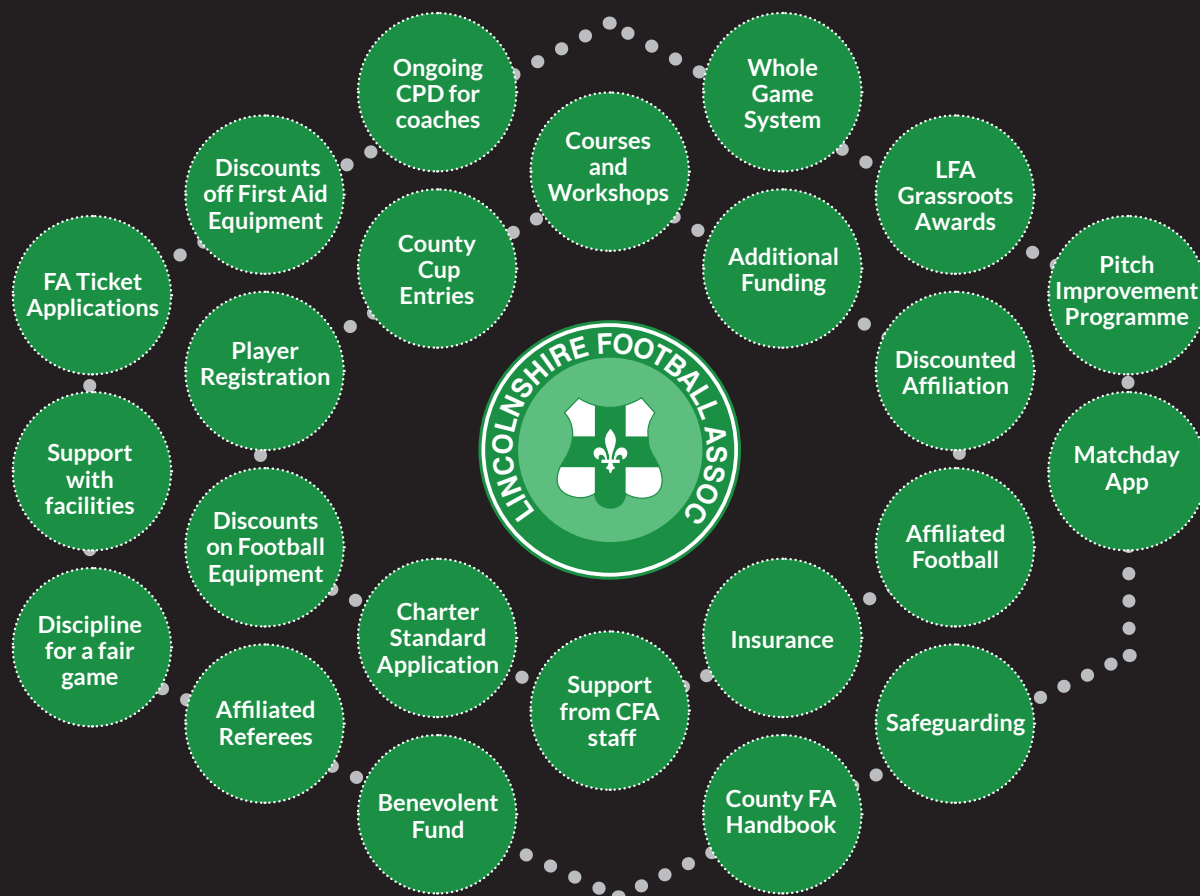 Ongoing
CPD for
coaches
Whole
Game
System
Courses
and
Workshops
Discounts
off First Aid
Equipment
LFA
Grassroots
Awards
County
Cup
Entries
Additional
Funding
FA Ticket
Applications
Pitch
Improvement
Programme
Player
Registration
Discounted
Affiliation
LINCOLNSHIRE FOOTBALL ASSOC
Support
with
facilities
Matchday
App
Discounts
on Football
Equipment
Affiliated
Football
Discipline
for a fair
game
Charter
Standard
Application
Insurance
Support
from CFA
staff
Affiliated
Referees
Safeguarding
Benevolent
Fund
County FA
Handbook